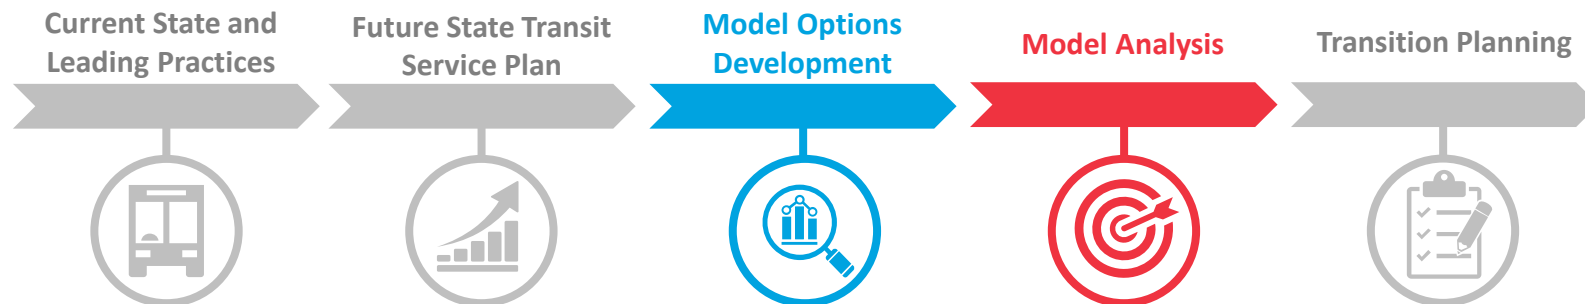 Current State and
Leading Practices
Future State Transit
Service Plan
Model Options
Development
Model Analysis
Transition Planning